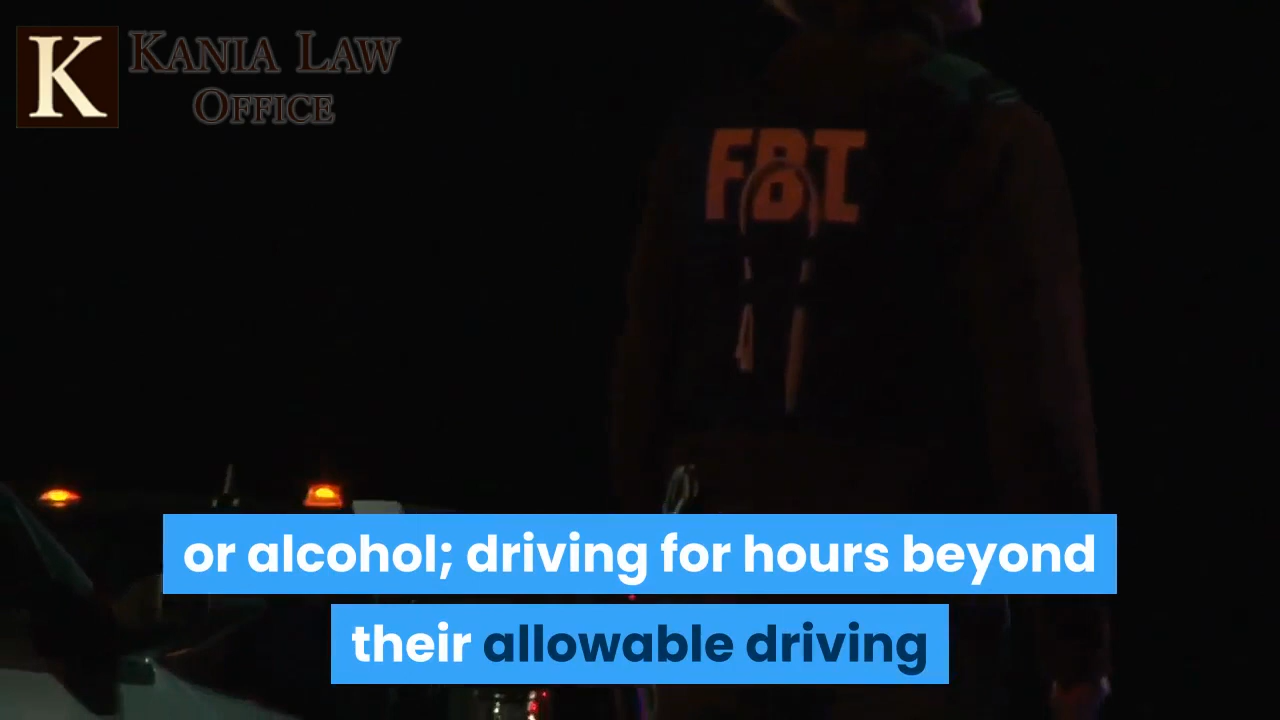 K
KANIA LAW
OFFICE
FBI
or alcohol; driving for hours beyond
their allowable driving